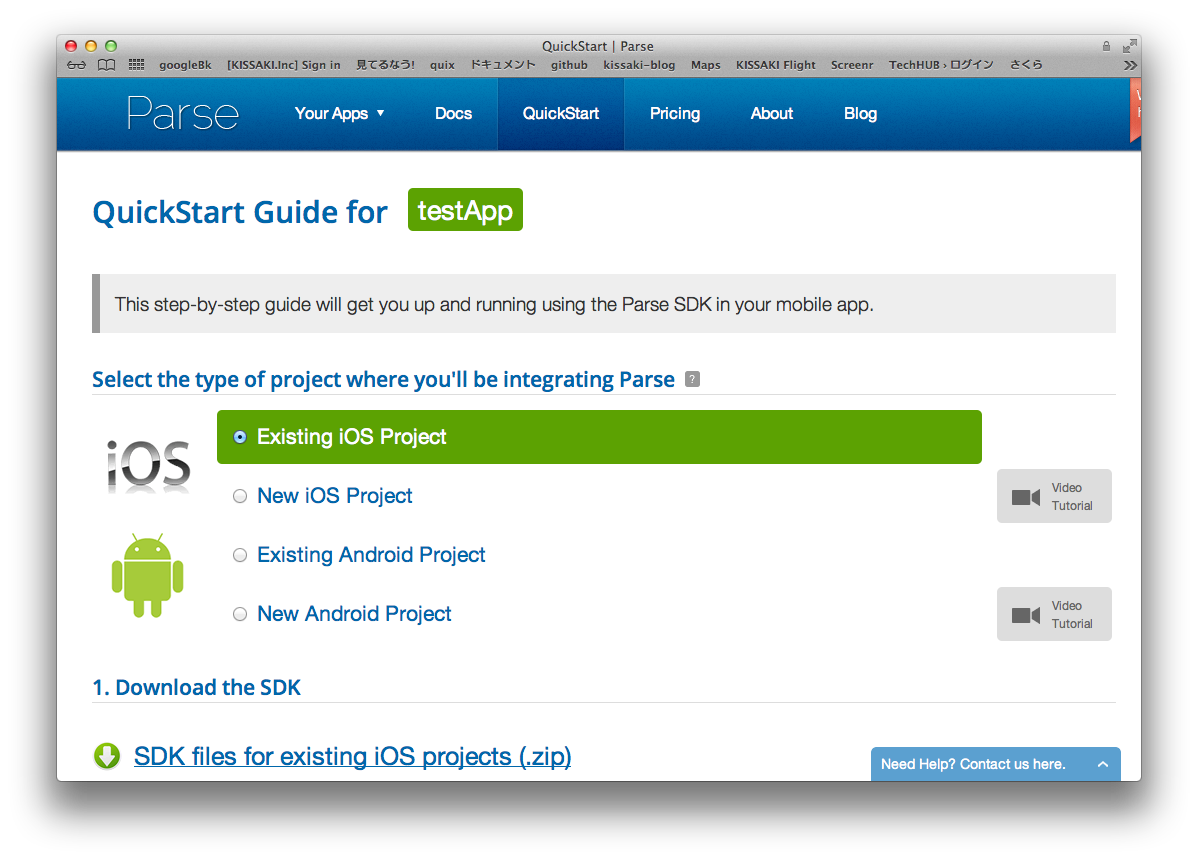 QuickStart | Parse
googleBk [KISSAKI.Inc] Sign in 見てるなう! quix ドキュメント github kissaki-blog Maps KISSAKI Flight Screenr TechHUB › ログイン さくら
Parse Your Apps ▼ Docs QuickStart Pricing About Blog
QuickStart Guide for testApp
This step-by-step guide will get you up and running using the Parse SDK in your mobile app.
Select the type of project where you'll be integrating Parse ?
iOS
Existing iOS Project
New iOS Project
Video
Tutorial
Existing Android Project
New Android Project
Video
Tutorial
1. Download the SDK
SDK files for existing iOS projects (.zip)
Need Help? Contact us here.